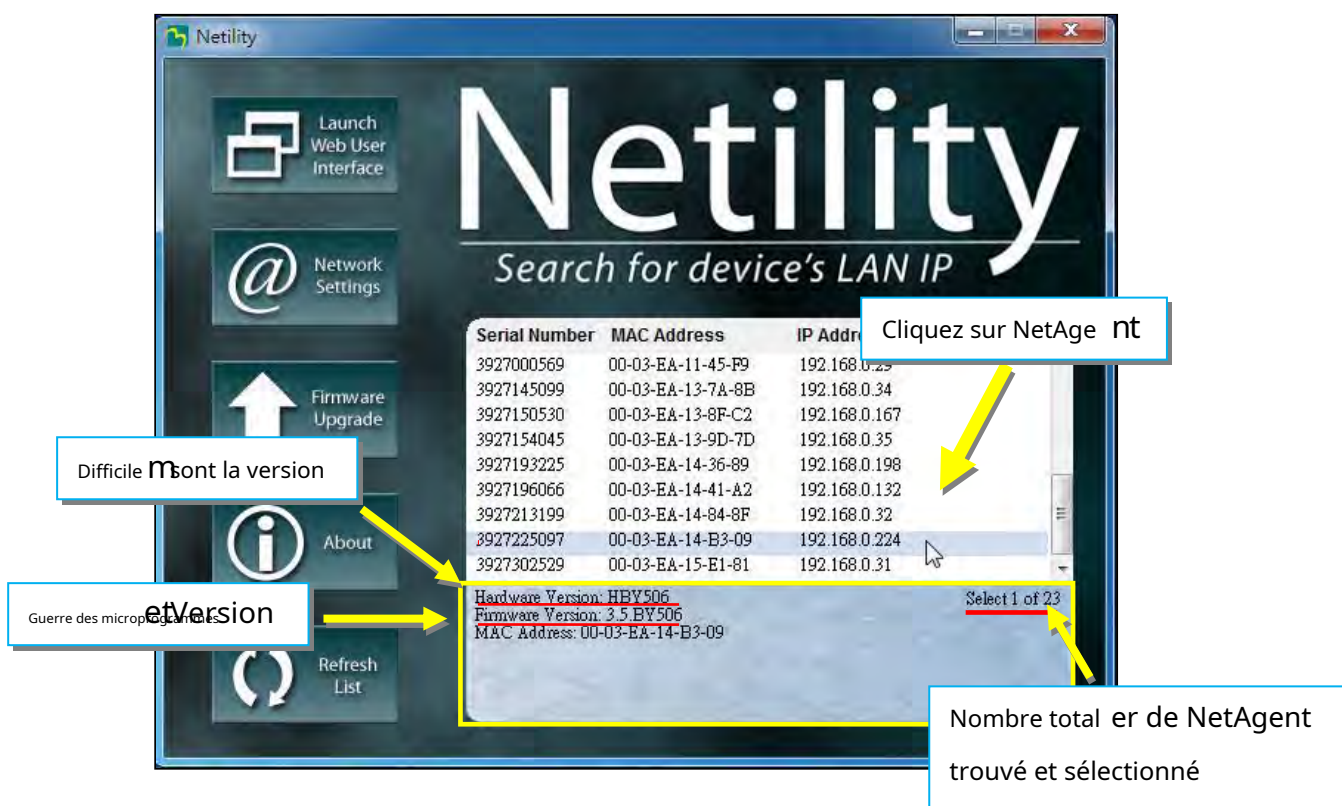 Netility
Launch
Web User
Interface
Network
Settings
Firmware
Upgrade
About
Refresh
List
Netility
Search for device's LAN IP
Serial Number MAC Address IP Addre
3927000569 00-03-EA-11-45-F9 192.168.0.29
3927145099 00-03-EA-13-7A-8B 192.168.0.34
3927150530 00-03-EA-13-8F-C2 192.168.0.167
3927154045 00-03-EA-13-9D-7D 192.168.0.35
3927193225 00-03-EA-14-36-89 192.168.0.198
3927196066 00-03-EA-14-41-A2 192.168.0.132
3927213199 00-03-EA-14-84-8F 192.168.0.32
3927225097 00-03-EA-14-B3-09 192.168.0.224
3927302529 00-03-EA-15-E1-81 192.168.0.31
Hardware Version: HBY506 Select 1 of 23
Firmware Version: 3.5.BY506
MAC Address: 00-03-EA-14-B3-09
Cliquez sur NetAge nt
Difficile m sont la version
Guerre des microprogrammes et Version
Nombre total er de NetAgent
trouvé et sélectionné